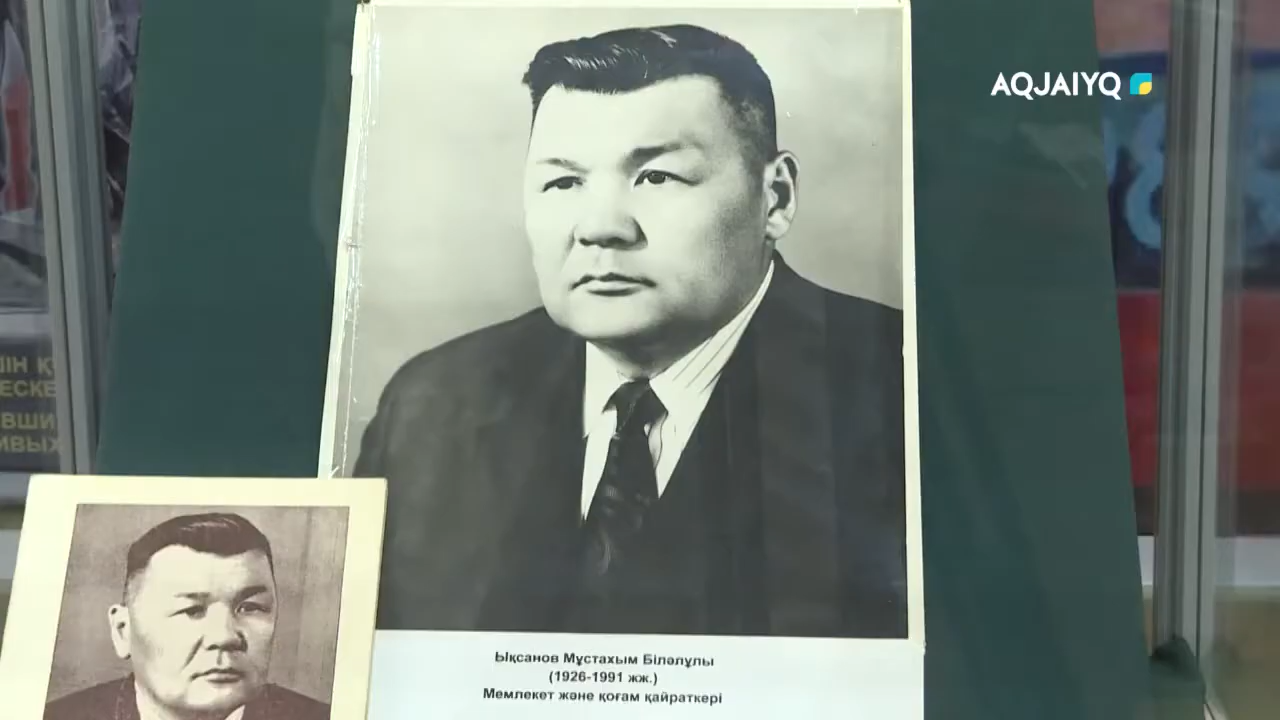 AQJAIYQ
Ықсанов Мұстахым Біләлұлы
(1926-1991 жж.)
Мемлекет және қоғам қайраткері